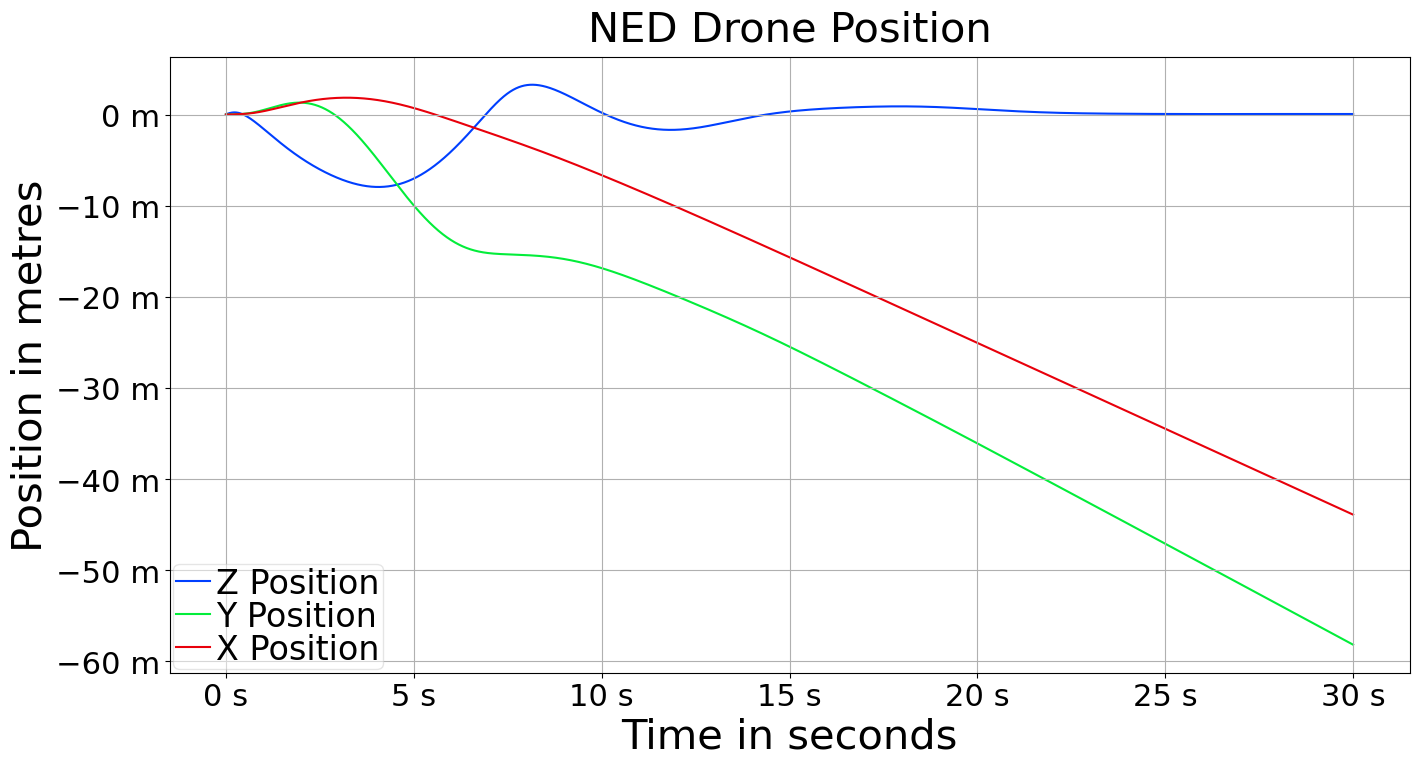 NED Drone Position
Position in metres
0 m
−10 m
−20 m
−30 m
−40 m
−50 m
−60 m
Z Position
Y Position
X Position
0 s 5 s 10 s 15 s 20 s 25 s 30 s
Time in seconds